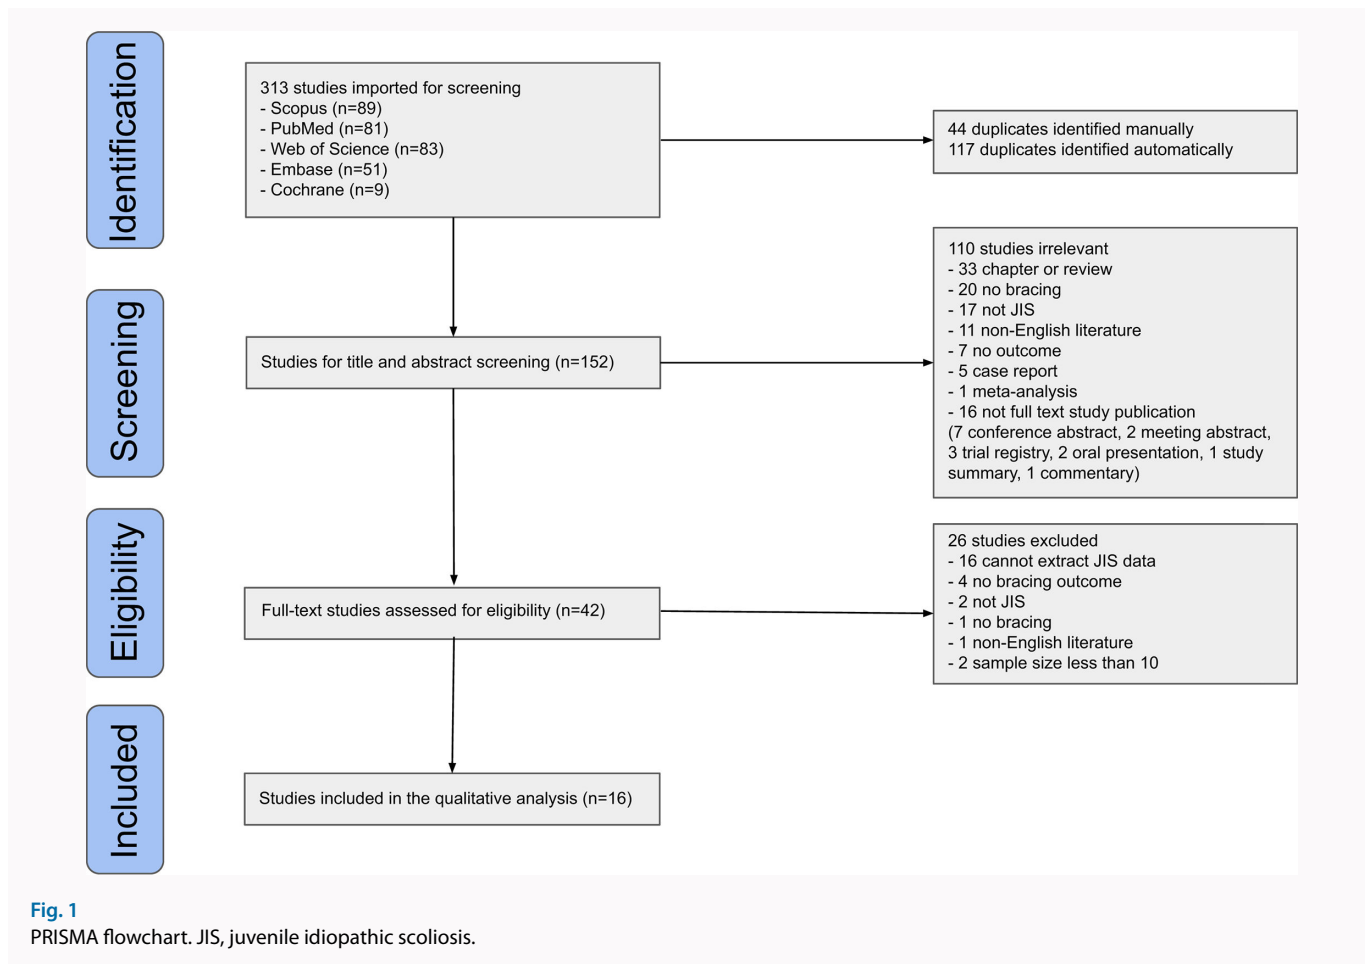 Identification
313 studies imported for screening
- Scopus (n=89)
- PubMed (n=81)
- Web of Science (n=83)
- Embase (n=51)
- Cochrane (n=9)
44 duplicates identified manually
117 duplicates identified automatically
Screening
Studies for title and abstract screening (n=152)
110 studies irrelevant
- 33 chapter or review
- 20 no bracing
- 17 not JIS
- 11 non-English literature
- 7 no outcome
- 5 case report
- 1 meta-analysis
- 16 not full text study publication
(7 conference abstract, 2 meeting abstract,
3 trial registry, 2 oral presentation, 1 study
summary, 1 commentary)
Eligibility
Full-text studies assessed for eligibility (n=42)
26 studies excluded
- 16 cannot extract JIS data
- 4 no bracing outcome
- 2 not JIS
- 1 no bracing
- 1 non-English literature
- 2 sample size less than 10
Included
Studies included in the qualitative analysis (n=16)
Fig. 1
PRISMA flowchart. JIS, juvenile idiopathic scoliosis.